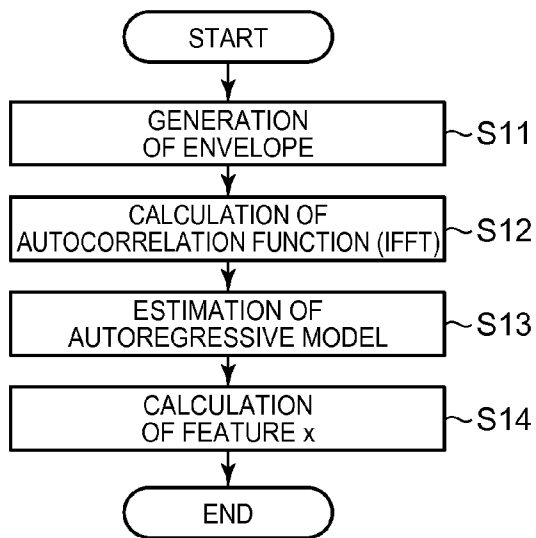 START
GENERATION
OF ENVELOPE
S11
CALCULATION OF
AUTOCORRELATION FUNCTION (IFFT)
S12
ESTIMATION OF
AUTOREGRESSIVE MODEL
S13
CALCULATION
OF FEATURE x
S14
END